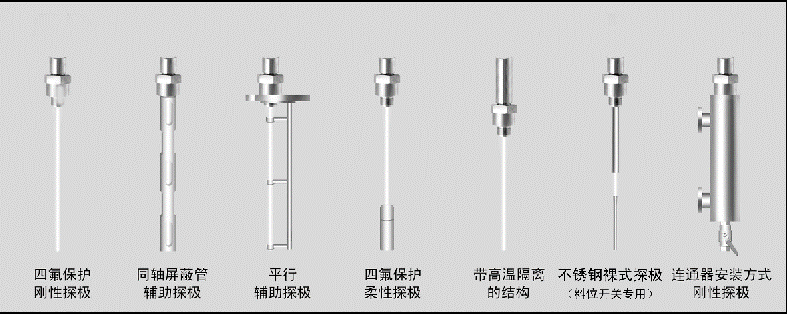 四氟保护
刚性探极
同轴屏蔽管
辅助探极
平行
辅助探极
四氟保护
柔性探极
带高温隔离
的结构
不锈钢裸式探极
（料位开关专用）
连通器安装方式
刚性探极